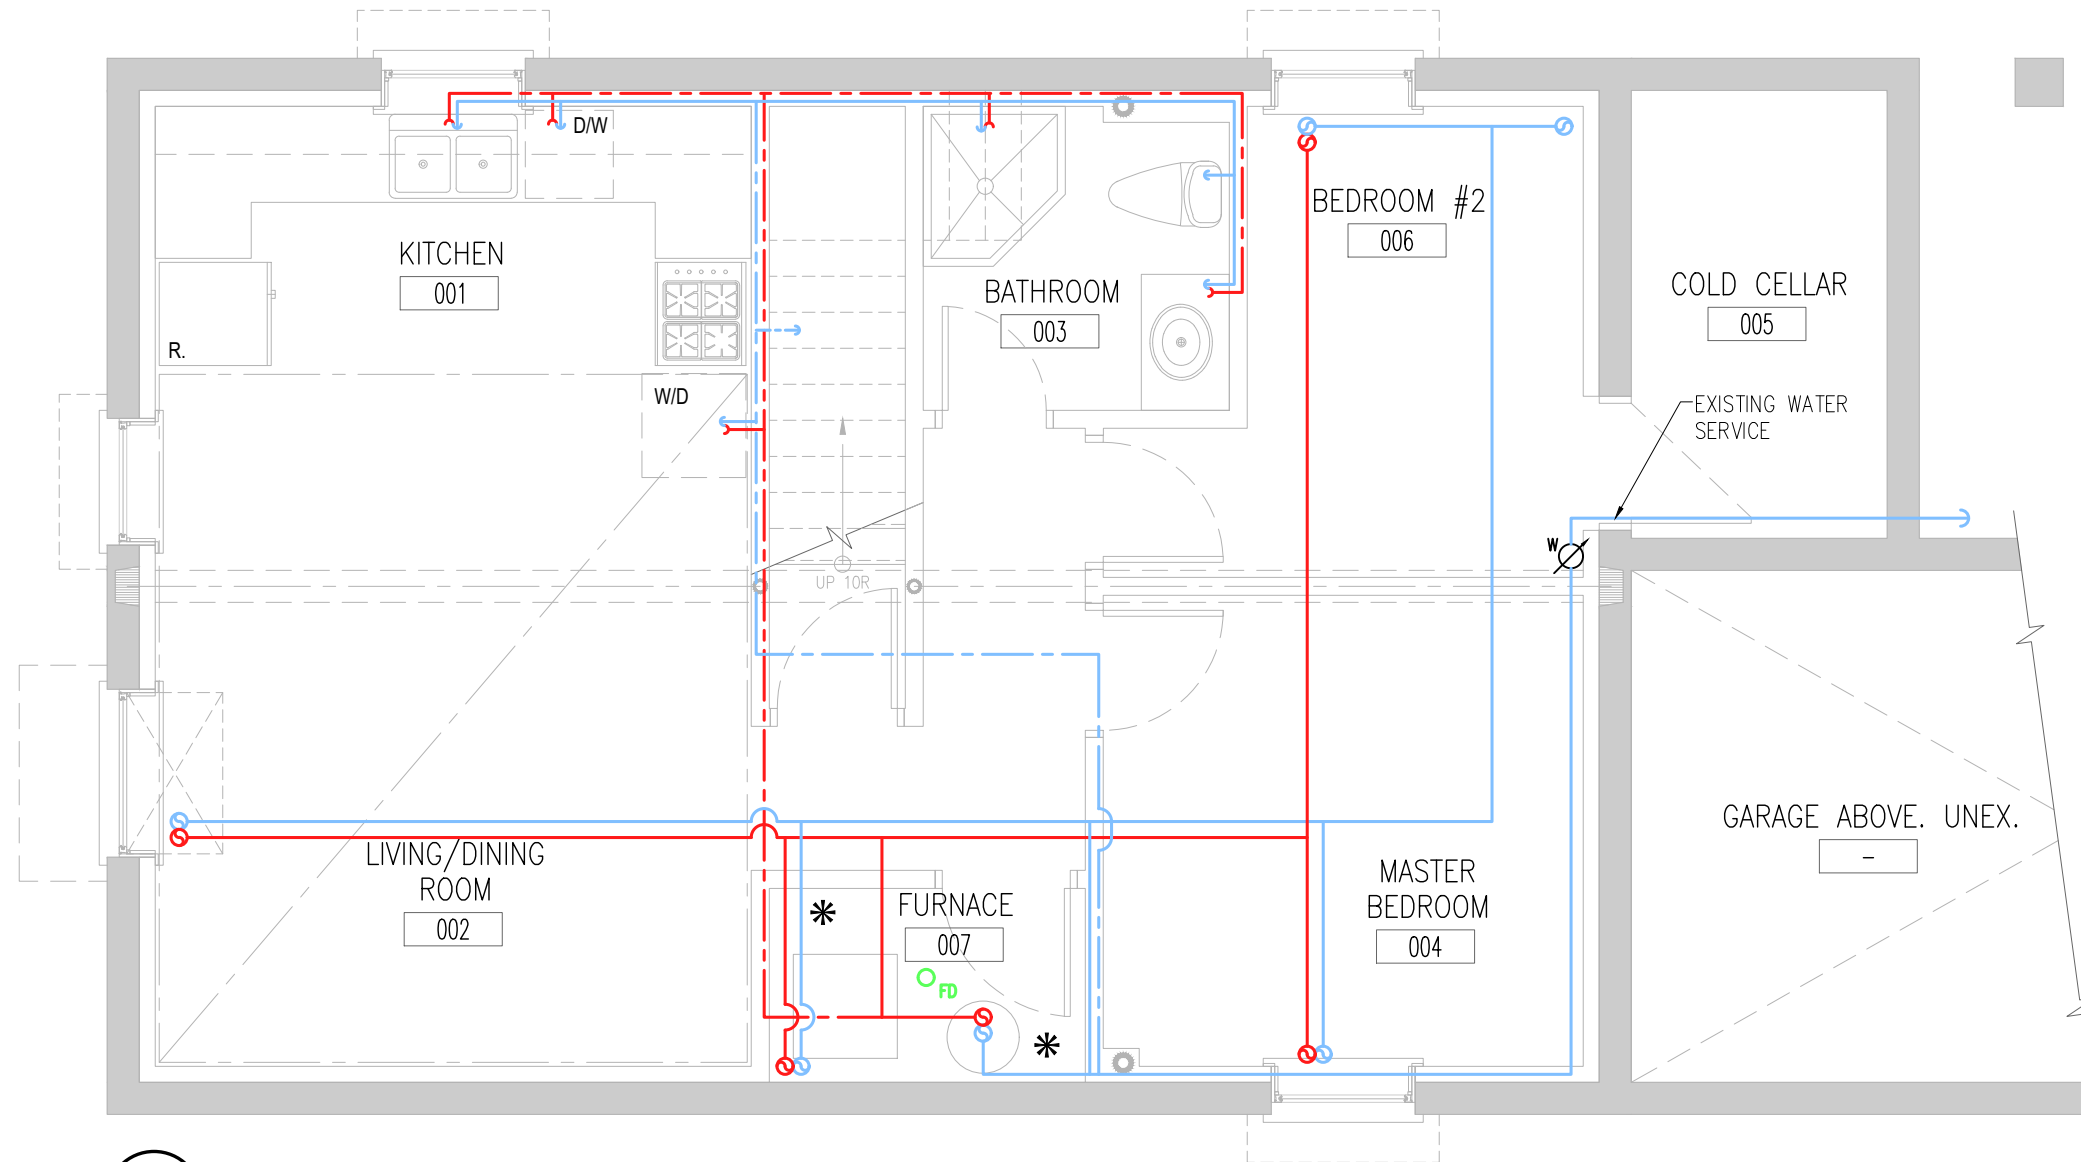 D/W
KITCHEN
001
R.
W/D
BATHROOM
003
BEDROOM #2
006
COLD CELLAR
005
EXISTING WATER
SERVICE
W
UP 10R
LIVING/DINING
ROOM
002
FURNACE
007
FD
MASTER
BEDROOM
004
GARAGE ABOVE. UNEX.
-